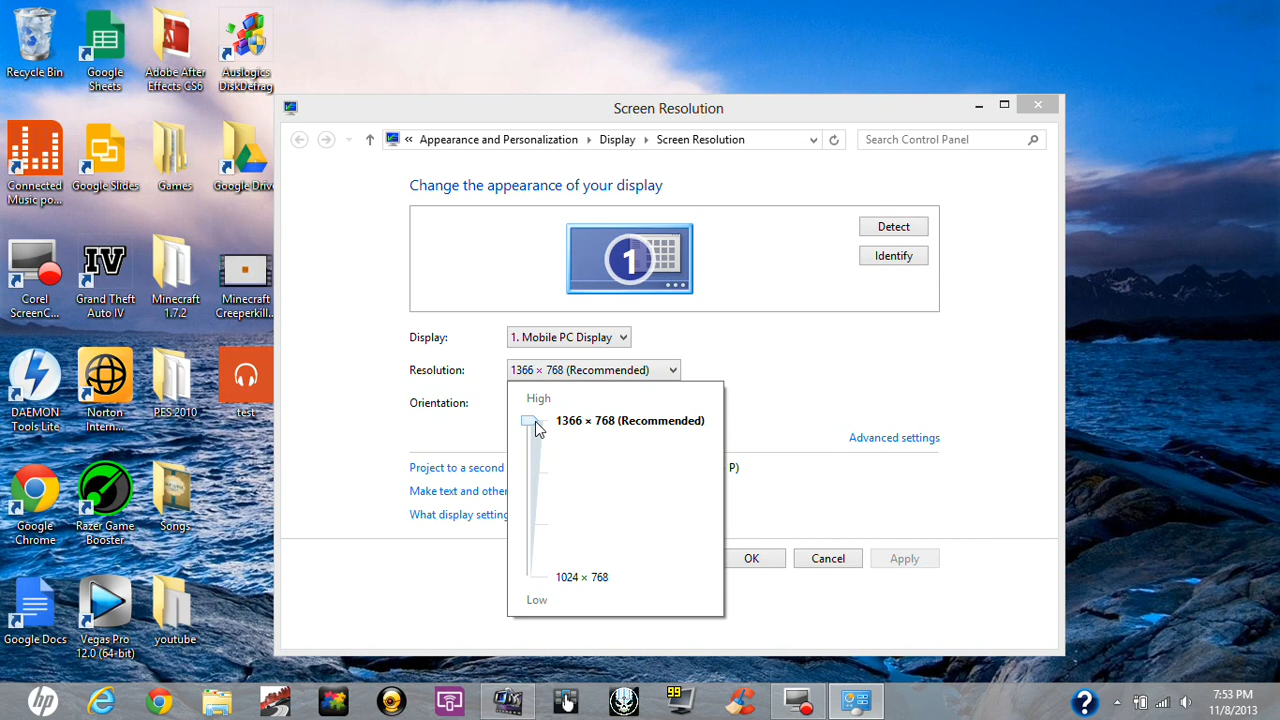 Recycle Bin
Google
Sheets
Adobe After
Effects CS6
Auslogics
DiskDefrag
Connected
Music po...
Google Slides
Games
Google Driv
Corel
ScreenC...
IV
Grand Theft
Auto IV
Minecraft
1.7.2
Minecraft
Creeperkill...
DAEMON
Tools Lite
Norton
Intern...
PES 2010
test
Google
Chrome
Razer Game
Booster
Songs
Google Docs
Vegas Pro
12.0 (64-bit)
youtube
Screen Resolution
« Appearance and Personalization
Display
Screen Resolution
Search Control Panel
Change the appearance of your display
1
Detect
Identify
Display:
1. Mobile PC Display
Resolution:
1366 × 768 (Recommended)
Orientation:
High
1366 × 768 (Recommended)
1024 × 768
Low
Advanced settings
Project to a second
P)
Make text and other
What display setting
OK
Cancel
Apply
hp
99
?
7:53 PM
11/8/2013